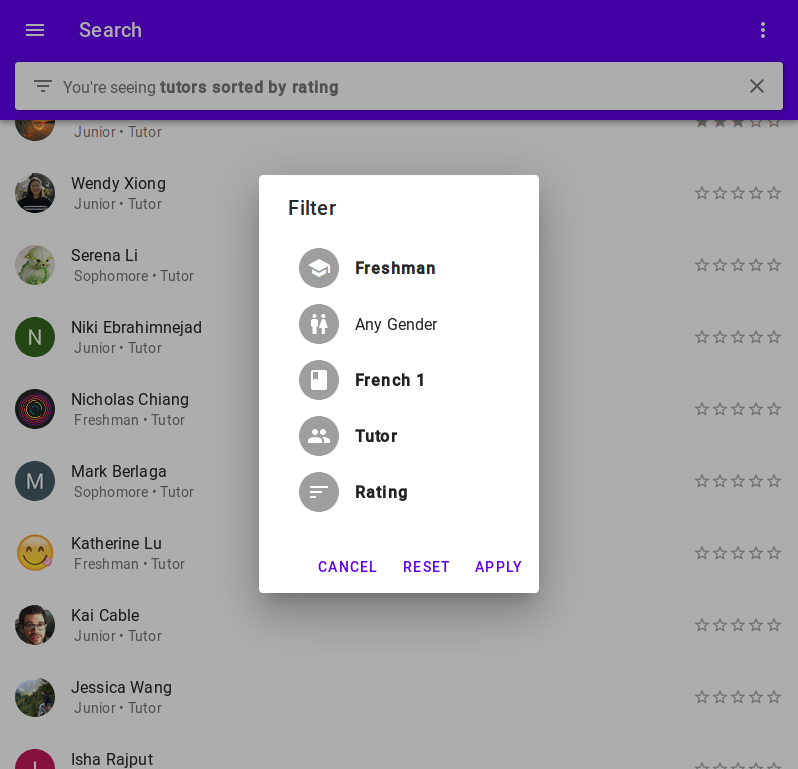 Search
You're seeing tutors sorted by rating
Junior • Tutor
Wendy Xiong
Junior • Tutor
Serena Li
Sophomore • Tutor
N
Niki Ebrahimnejad
Junior • Tutor
Nicholas Chiang
Freshman • Tutor
M
Mark Berlaga
Sophomore • Tutor
Katherine Lu
Freshman • Tutor
Kai Cable
Junior • Tutor
Jessica Wang
Junior • Tutor
Isha Rajput
Filter
Freshman
Any Gender
French 1
Tutor
Rating
CANCEL RESET APPLY